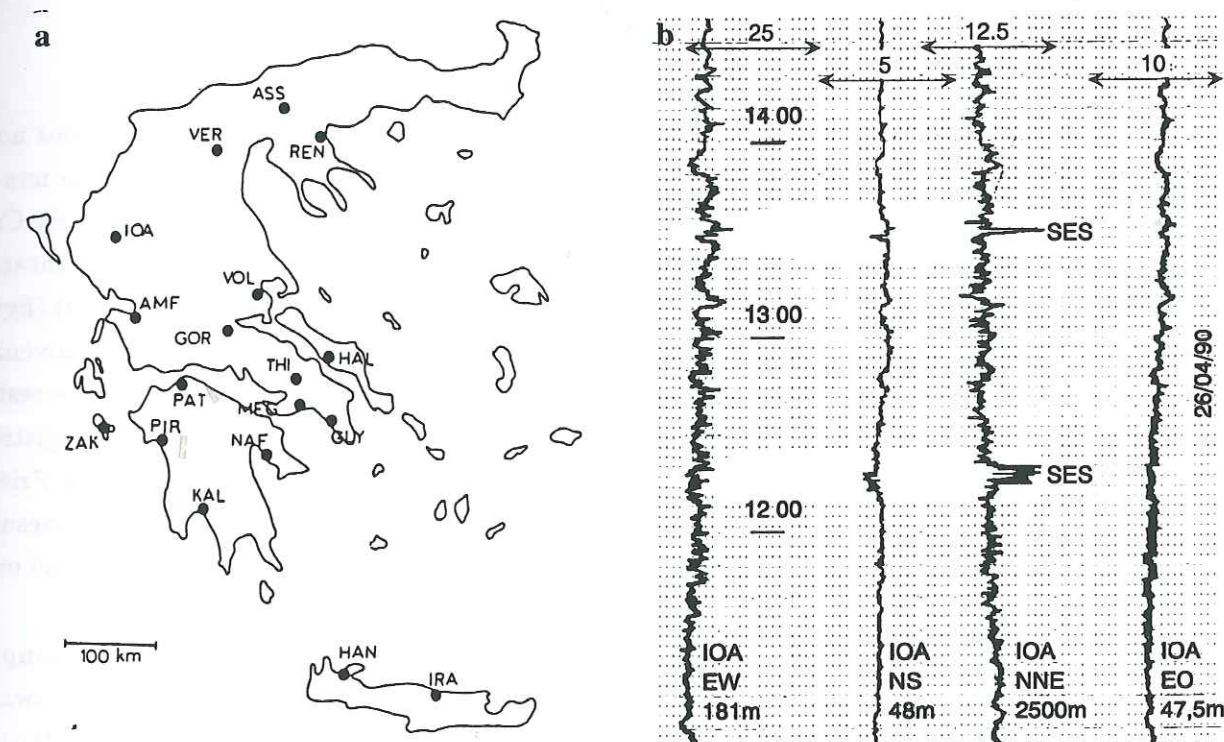 a
ASS
VER
REN
IOA
VOL
AMF
GOR
HAL
THI
PAT
MEG
ZAK
PIR
NAF
GLY
KAL
100 km
HAN
IRA
b
25
12.5
5
10
14 00
SES
13 00
26/04/90
SES
12 00
IOA
EW
181m
IOA
NS
48m
IOA
NNE
2500m
IOA
EO
47,5m